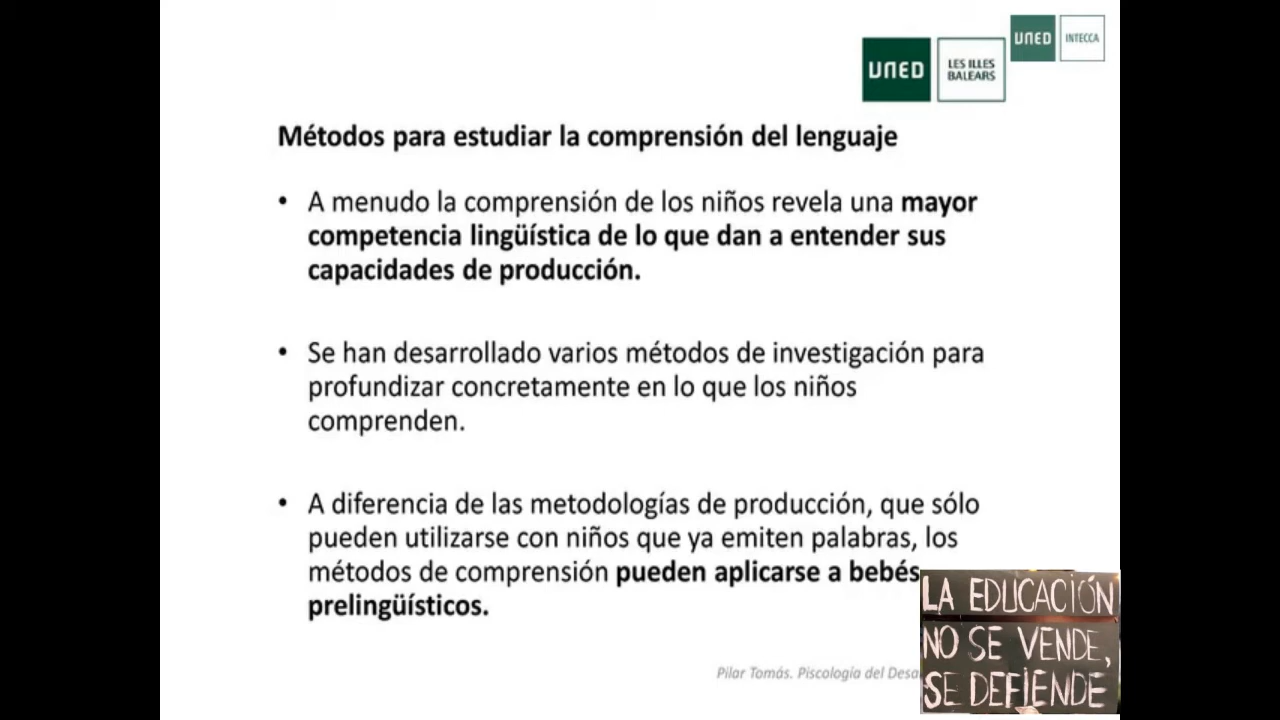 UNED
INTECCA
UNED
LES ILLES
BALEARS
Métodos para estudiar la comprensión del lenguaje
• A menudo la comprensión de los niños revela una mayor
competencia lingüística de lo que dan a entender sus
capacidades de producción.
• Se han desarrollado varios métodos de investigación para
profundizar concretamente en lo que los niños
comprenden.
• A diferencia de las metodologías de producción, que sólo
pueden utilizarse con niños que ya emiten palabras, los
métodos de comprensión pueden aplicarse a bebés
prelingüísticos.
Pilar Tomás. Piscología del
LA EDUCACIÓN
NO SE VENDE,
SE DEFIENDE